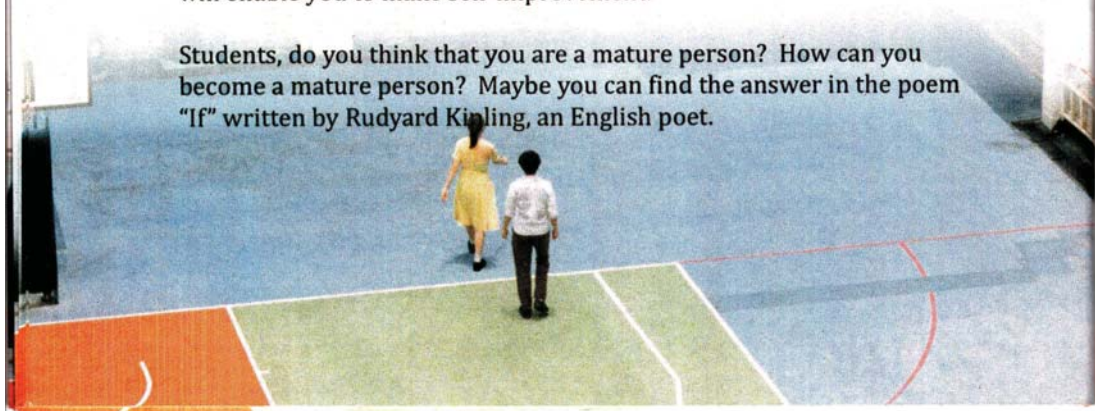 Students, do you think that you are a mature person? How can you
become a mature person? Maybe you can find the answer in the poem
"If" written by Rudyard Kipling, an English poet.